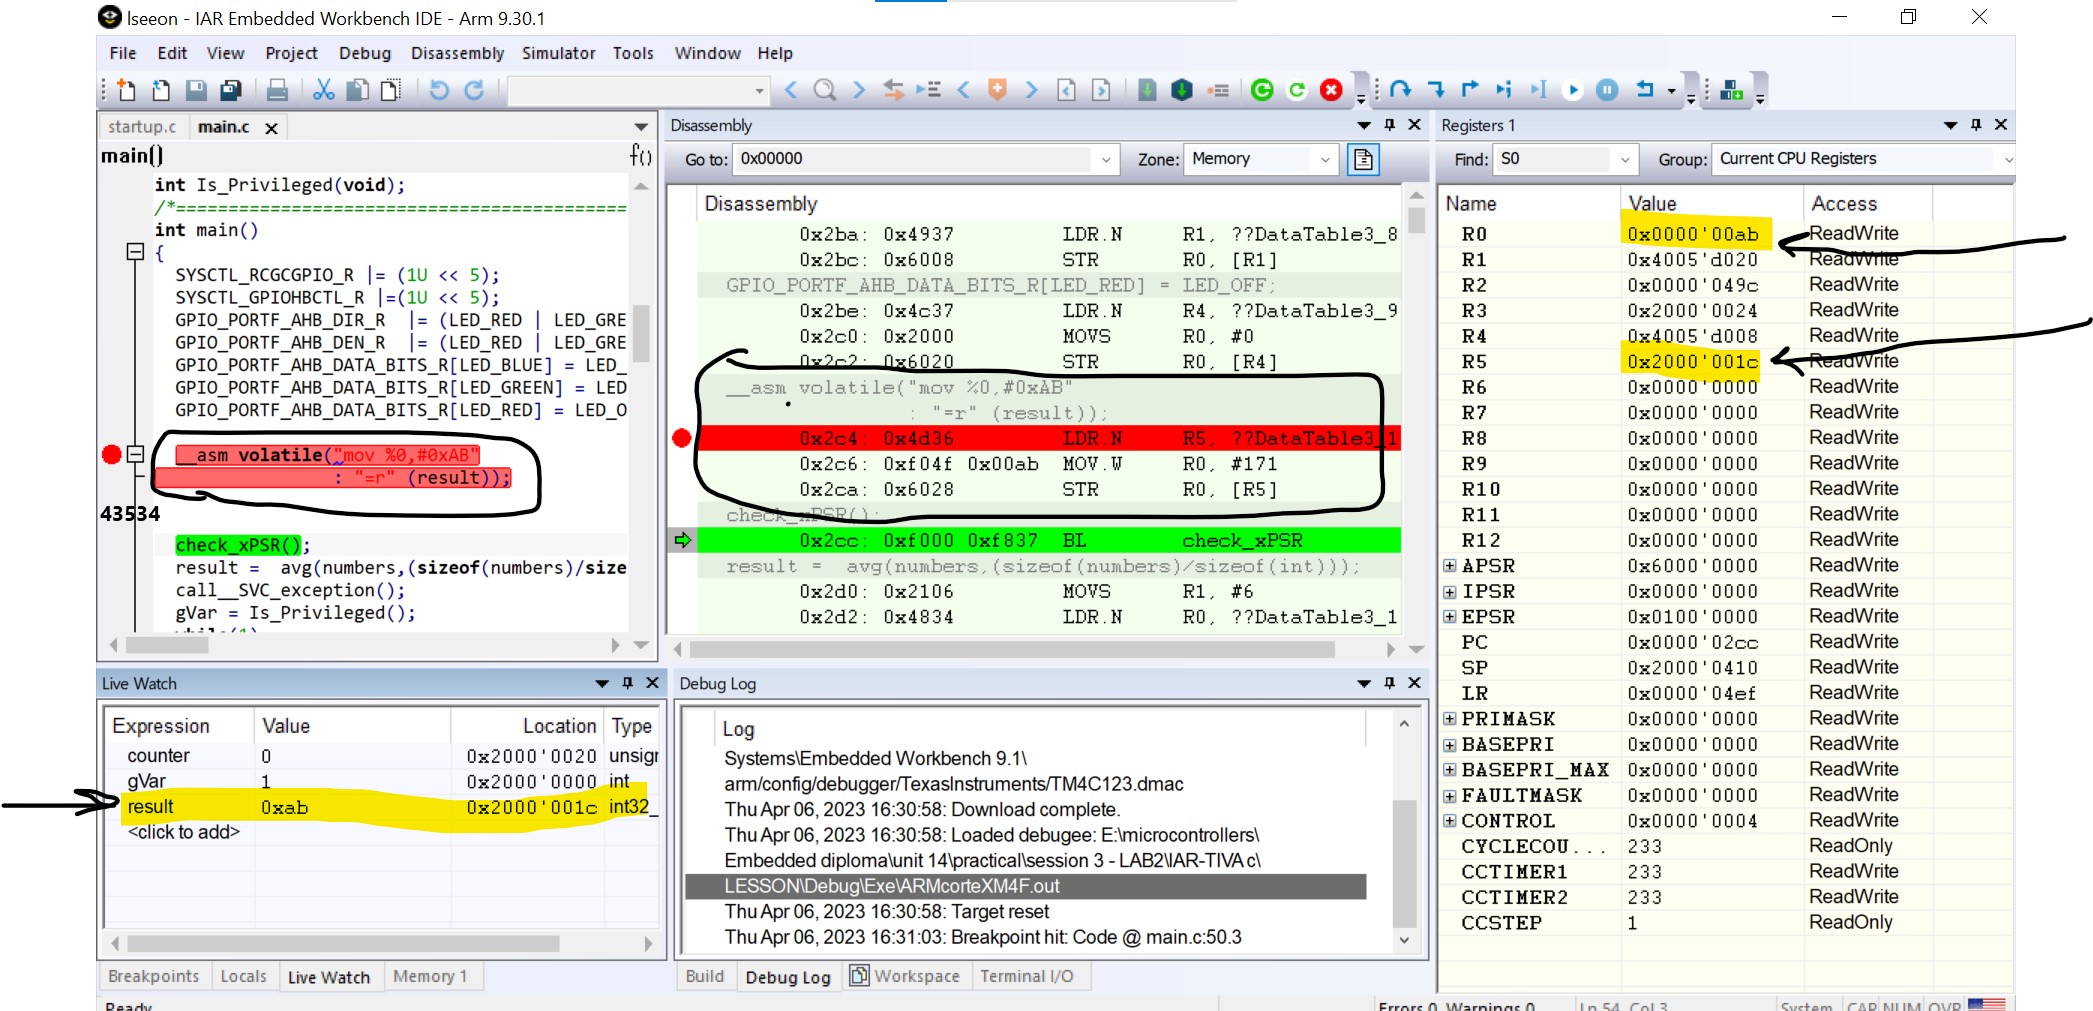 lseeon - IAR Embedded Workbench IDE - Arm 9.30.1
File Edit View Project Debug Disassembly Simulator Tools Window Help
startup.c main.c
main() f()
int Is_Privileged(void);
/*===========================================
int main()
{
SYSCTL_RCGCGPIO_R |= (1U << 5);
SYSCTL_GPIOHBCTL_R |=(1U << 5);
GPIO_PORTF_AHB_DIR_R |= (LED_RED | LED_GRE
GPIO_PORTF_AHB_DEN_R |= (LED_RED | LED_GRE
GPIO_PORTF_AHB_DATA_BITS_R[LED_BLUE] = LED_
GPIO_PORTF_AHB_DATA_BITS_R[LED_GREEN] = LED
GPIO_PORTF_AHB_DATA_BITS_R[LED_RED] = LED_O
__asm volatile("mov %0,#0xAB"
: "=r" (result));
43534
check_xPSR();
result = avg(numbers,(sizeof(numbers)/size
call__SVC_exception();
gVar = Is_Privileged();
Disassembly
Go to: 0x00000 Zone: Memory
Disassembly
0x2ba: 0x4937 LDR.N R1, ??DataTable3_8
0x2bc: 0x6008 STR R0, [R1]
GPIO_PORTF_AHB_DATA_BITS_R[LED_RED] = LED_OFF;
0x2be: 0x4c37 LDR.N R4, ??DataTable3_9
0x2c0: 0x2000 MOVS R0, #0
0x2c2: 0x6020 STR R0, [R4]
__asm volatile("mov %0,#0xAB"
: "=r" (result));
0x2c4: 0x4d36 LDR.N R5, ??DataTable3_1
0x2c6: 0xf04f 0x00ab MOV.W R0, #171
0x2ca: 0x6028 STR R0, [R5]
check_xPSR();
0x2cc: 0xf000 0xf837 BL check_xPSR
result = avg(numbers,(sizeof(numbers)/sizeof(int)));
0x2d0: 0x2106 MOVS R1, #6
0x2d2: 0x4834 LDR.N R0, ??DataTable3_1
Registers 1
Find: S0 Group: Current CPU Registers
Name Value Access
R0 0x0000'00ab ReadWrite
R1 0x4005'd020 ReadWrite
R2 0x0000'049c ReadWrite
R3 0x2000'0024 ReadWrite
R4 0x4005'd008 ReadWrite
R5 0x2000'001c ReadWrite
R6 0x0000'0000 ReadWrite
R7 0x0000'0000 ReadWrite
R8 0x0000'0000 ReadWrite
R9 0x0000'0000 ReadWrite
R10 0x0000'0000 ReadWrite
R11 0x0000'0000 ReadWrite
R12 0x0000'0000 ReadWrite
APSR 0x6000'0000 ReadWrite
IPSR 0x0000'0000 ReadWrite
EPSR 0x0100'0000 ReadWrite
PC 0x0000'02cc ReadWrite
SP 0x2000'0410 ReadWrite
LR 0x0000'04ef ReadWrite
PRIMASK 0x0000'0000 ReadWrite
BASEPRI 0x0000'0000 ReadWrite
BASEPRI_MAX 0x0000'0000 ReadWrite
FAULTMASK 0x0000'0000 ReadWrite
CONTROL 0x0000'0004 ReadWrite
CYCLECOU... 233 ReadOnly
CCTIMER1 233 ReadWrite
CCTIMER2 233 ReadWrite
CCSTEP 1 ReadOnly
Live Watch
Expression Value Location Type
counter 0 0x2000'0020 unsigr
gVar 1 0x2000'0000 int
result 0xab 0x2000'001c int32_
<click to add>
Breakpoints Locals Live Watch Memory 1
Debug Log
Log
Systems\Embedded Workbench 9.1\
arm/config/debugger/TexasInstruments/TM4C123.dmac
Thu Apr 06, 2023 16:30:58: Download complete.
Thu Apr 06, 2023 16:30:58: Loaded debugee: E:\microcontrollers\
Embedded diploma\unit 14\practical\session 3 - LAB2\IAR-TIVA c\
LESSON\Debug\Exe\ARMcorteXM4F.out
Thu Apr 06, 2023 16:30:58: Target reset
Thu Apr 06, 2023 16:31:03: Breakpoint hit: Code @ main.c:50.3
Build Debug Log Workspace Terminal I/O
Ready Errors 0, Warnings 0 Ln 54, Col 3 System CAP NUM OVR